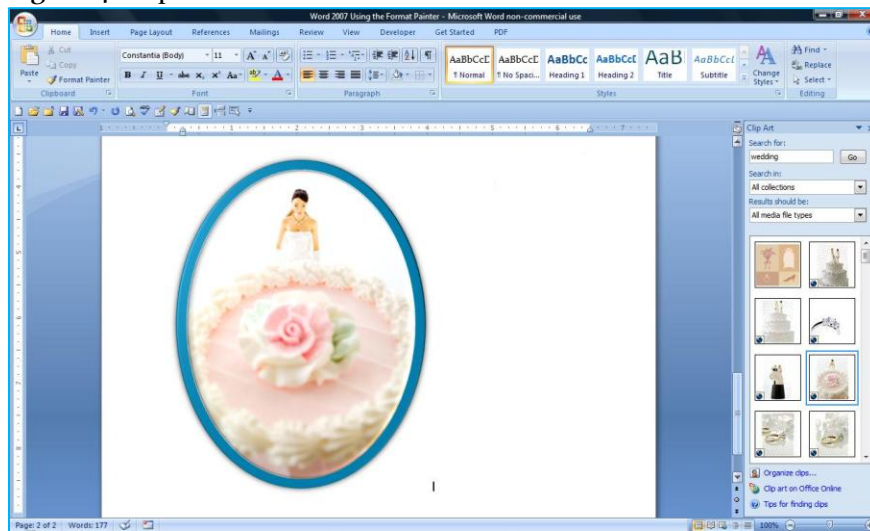 Word 2007 Using the Format Painter - Microsoft Word non-commercial use
Home Insert Page Layout References Mailings Review View Developer Get Started PDF
Cut
Copy
Format Painter
Paste
Clipboard
Constantia (Body) 11
Font
Paragraph
AaBbCcD AaBbCcD AaBbCc AaBbCcI AaB AaBbCcI
¶ Normal ¶ No Spaci... Heading 1 Heading 2 Title Subtitle
Change Styles
Styles
Find
Replace
Select
Editing
Clip Art
Search for:
wedding Go
Search in:
All collections
Results should be:
All media file types
Organize clips...
Clip art on Office Online
Tips for finding clips
Page: 2 of 2 Words: 177 100%